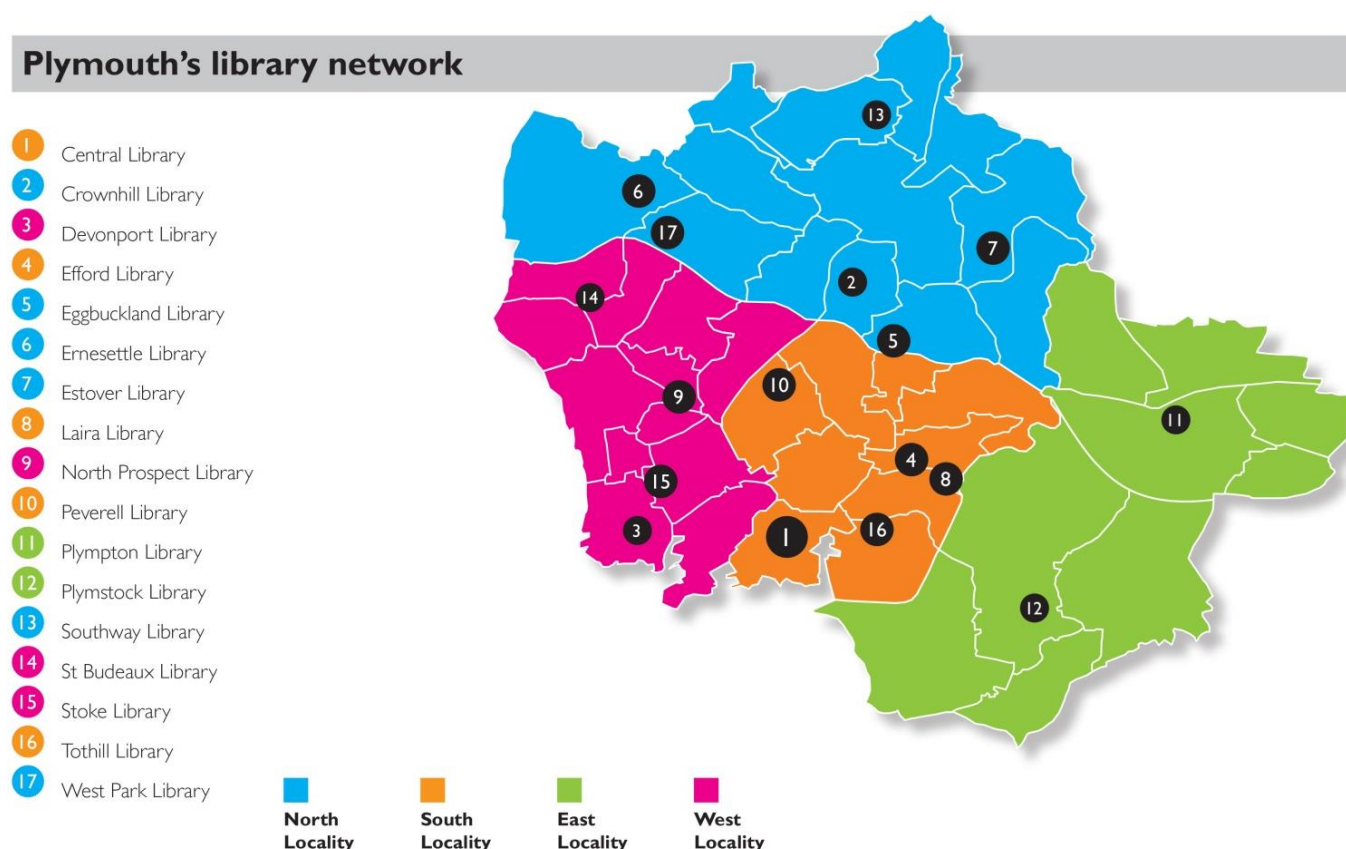 Plymouth's library network
1 Central Library
2 Crownhill Library
3 Devonport Library
4 Efford Library
5 Eggbuckland Library
6 Ernesettle Library
7 Estover Library
8 Laira Library
9 North Prospect Library
10 Peverell Library
11 Plympton Library
12 Plymstock Library
13 Southway Library
14 St Budeaux Library
15 Stoke Library
16 Tothill Library
17 West Park Library
13
6
17
7
2
14
5
10
9
11
4
8
15
3
1
16
12
North
Locality
South
Locality
East
Locality
West
Locality